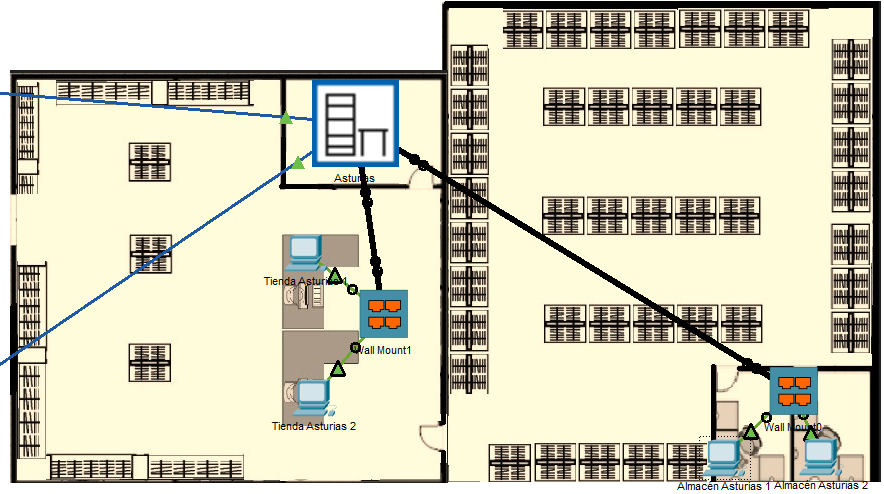 Asturias
Tienda Asturias 1
Wall Mount1
Tienda Asturias 2
Wall Mount0
Almacén Asturias 1
Almacén Asturias 2